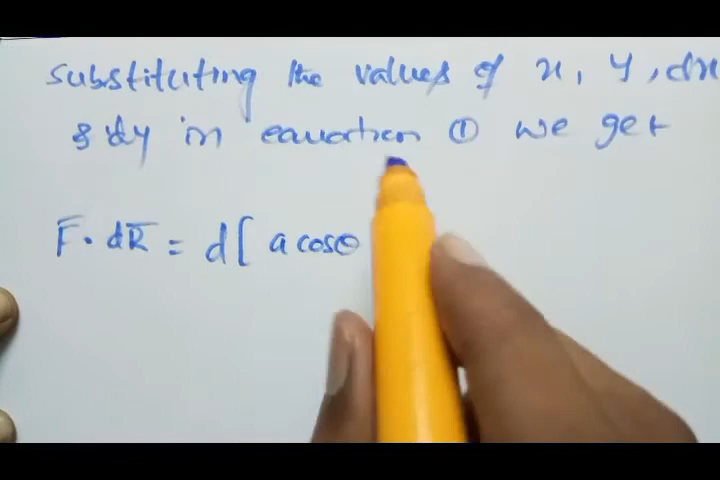 substituting the values of x, y, dx
& dy in equation ① we get
F̅ · dR̅ = d[ a cosθ